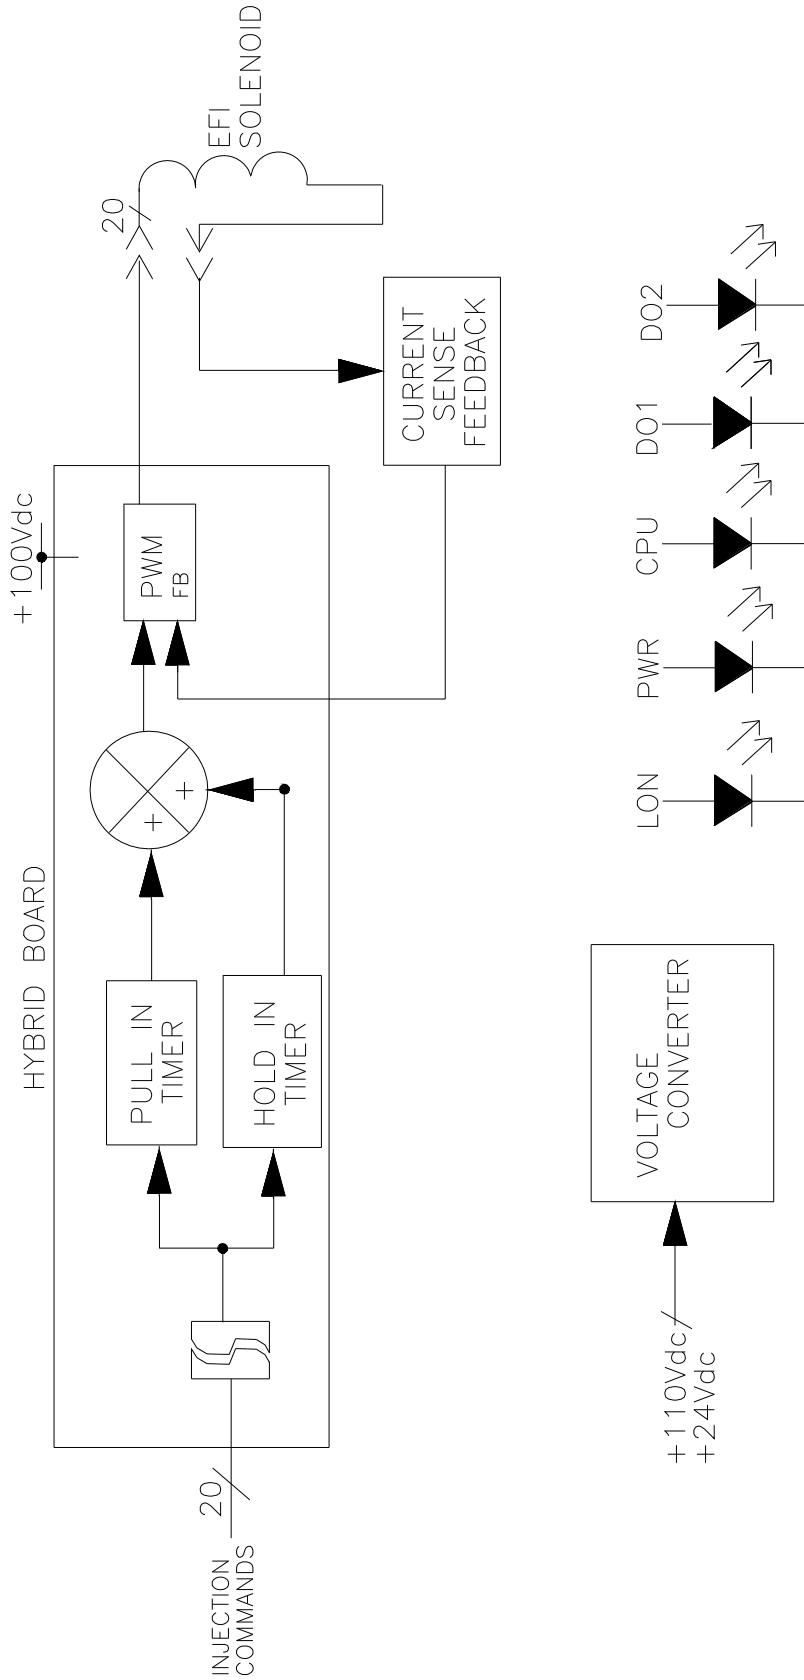 HYBRID BOARD
+100Vdc
20
EFI
SOLENOID
PULL IN
TIMER
+
+
PWM
FB
INJECTION
COMMANDS
20
HOLD IN
TIMER
CURRENT
SENSE
FEEDBACK
+110Vdc/
+24Vdc
VOLTAGE
CONVERTER
LON
PWR
CPU
DO1
DO2